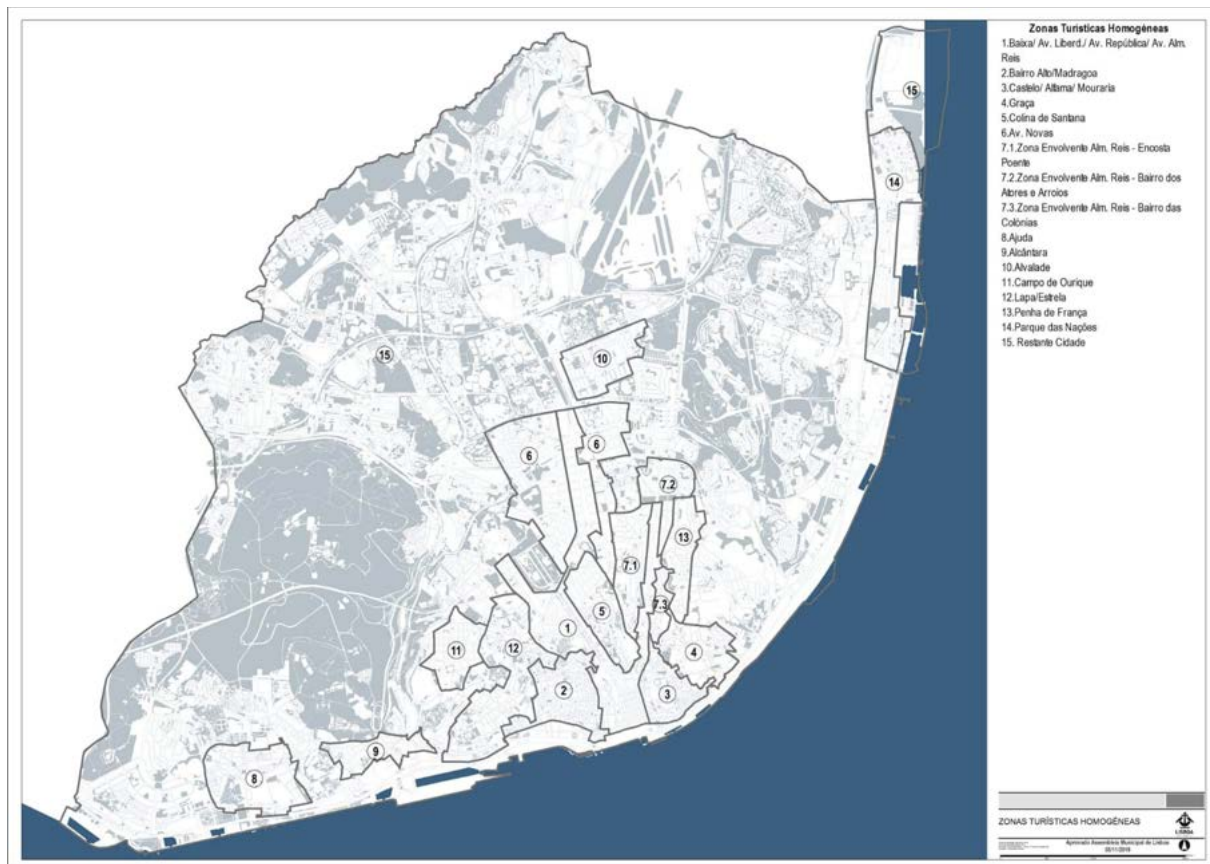 Zonas Turísticas Homogéneas
1.Baixa/ Av. Liberd./ Av. República/ Av. Alm.
Reis
2.Bairro Alto/Madragoa
3.Castelo/ Alfama/ Mouraria
4.Graça
5.Colina de Santana
6.Av. Novas
7.1.Zona Envolvente Alm. Reis - Encosta
Poente
7.2.Zona Envolvente Alm. Reis - Bairro dos
Atores e Arroios
7.3.Zona Envolvente Alm. Reis - Bairro das
Colónias
8.Ajuda
9.Alcântara
10.Alvalade
11.Campo de Ourique
12.Lapa/Estrela
13.Penha de França
14.Parque das Nações
15. Restante Cidade
15
14
10
15
6
6
7.2
13
7.1
7.3
5
1
11
12
4
2
3
9
8
ZONAS TURÍSTICAS HOMOGÉNEAS
LISBOA
Aprovado Assembleia Municipal de Lisboa